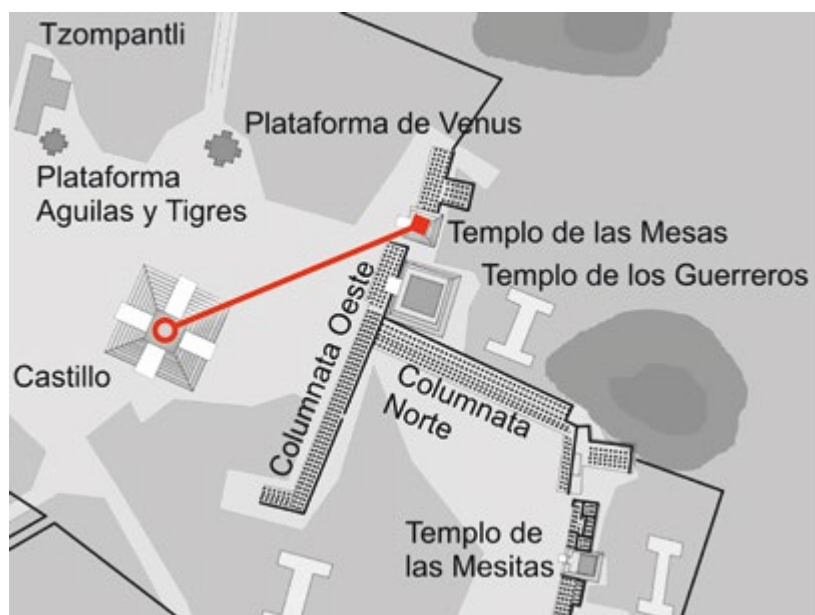 Tzompantli
Plataforma de Venus
Plataforma
Aguilas y Tigres
Templo de las Mesas
Templo de los Guerreros
Columnata Oeste
Castillo
Columnata
Norte
Templo de
las Mesitas